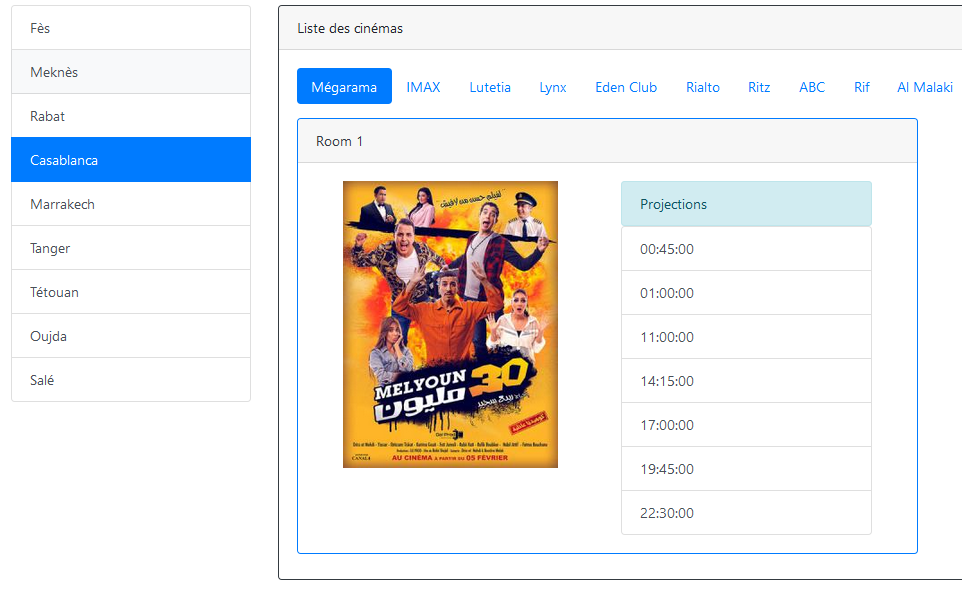 Fès
Meknès
Rabat
Casablanca
Marrakech
Tanger
Tétouan
Oujda
Salé
Liste des cinémas
Mégarama IMAX Lutetia Lynx Eden Club Rialto Ritz ABC Rif Al Malaki
Room 1
MELYOUN 30
مليون
AU CINÉMA À PARTIR DU 05 FÉVRIER
Projections
00:45:00
01:00:00
11:00:00
14:15:00
17:00:00
19:45:00
22:30:00